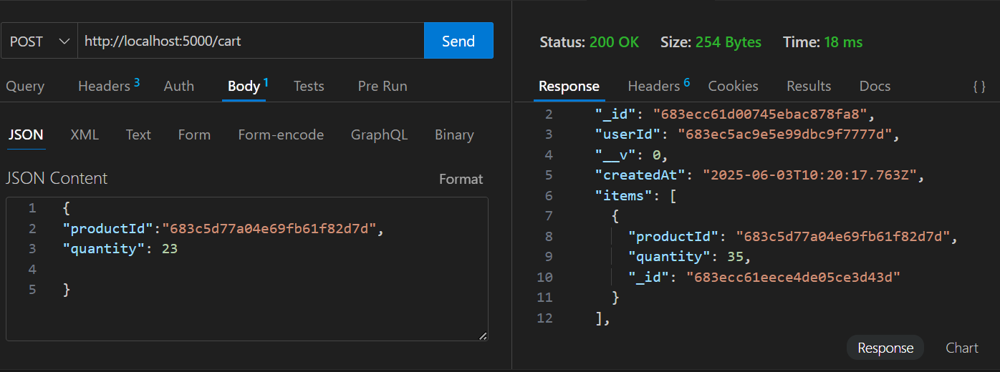 POST http://localhost:5000/cart Send
Query Headers 3 Auth Body 1 Tests Pre Run
JSON XML Text Form Form-encode GraphQL Binary
JSON Content Format
1 {
2 "productId":"683c5d77a04e69fb61f82d7d",
3 "quantity": 23
4
5 }
Status: 200 OK Size: 254 Bytes Time: 18 ms
Response Headers 6 Cookies Results Docs { }
2 "_id": "683ecc61d00745ebac878fa8",
3 "userId": "683ec5ac9e5e99dbc9f7777d",
4 "__v": 0,
5 "createdAt": "2025-06-03T10:20:17.763Z",
6 "items": [
7 {
8 "productId": "683c5d77a04e69fb61f82d7d",
9 "quantity": 35,
10 "_id": "683ecc61eece4de05ce3d43d"
11 }
12 ],
Response Chart